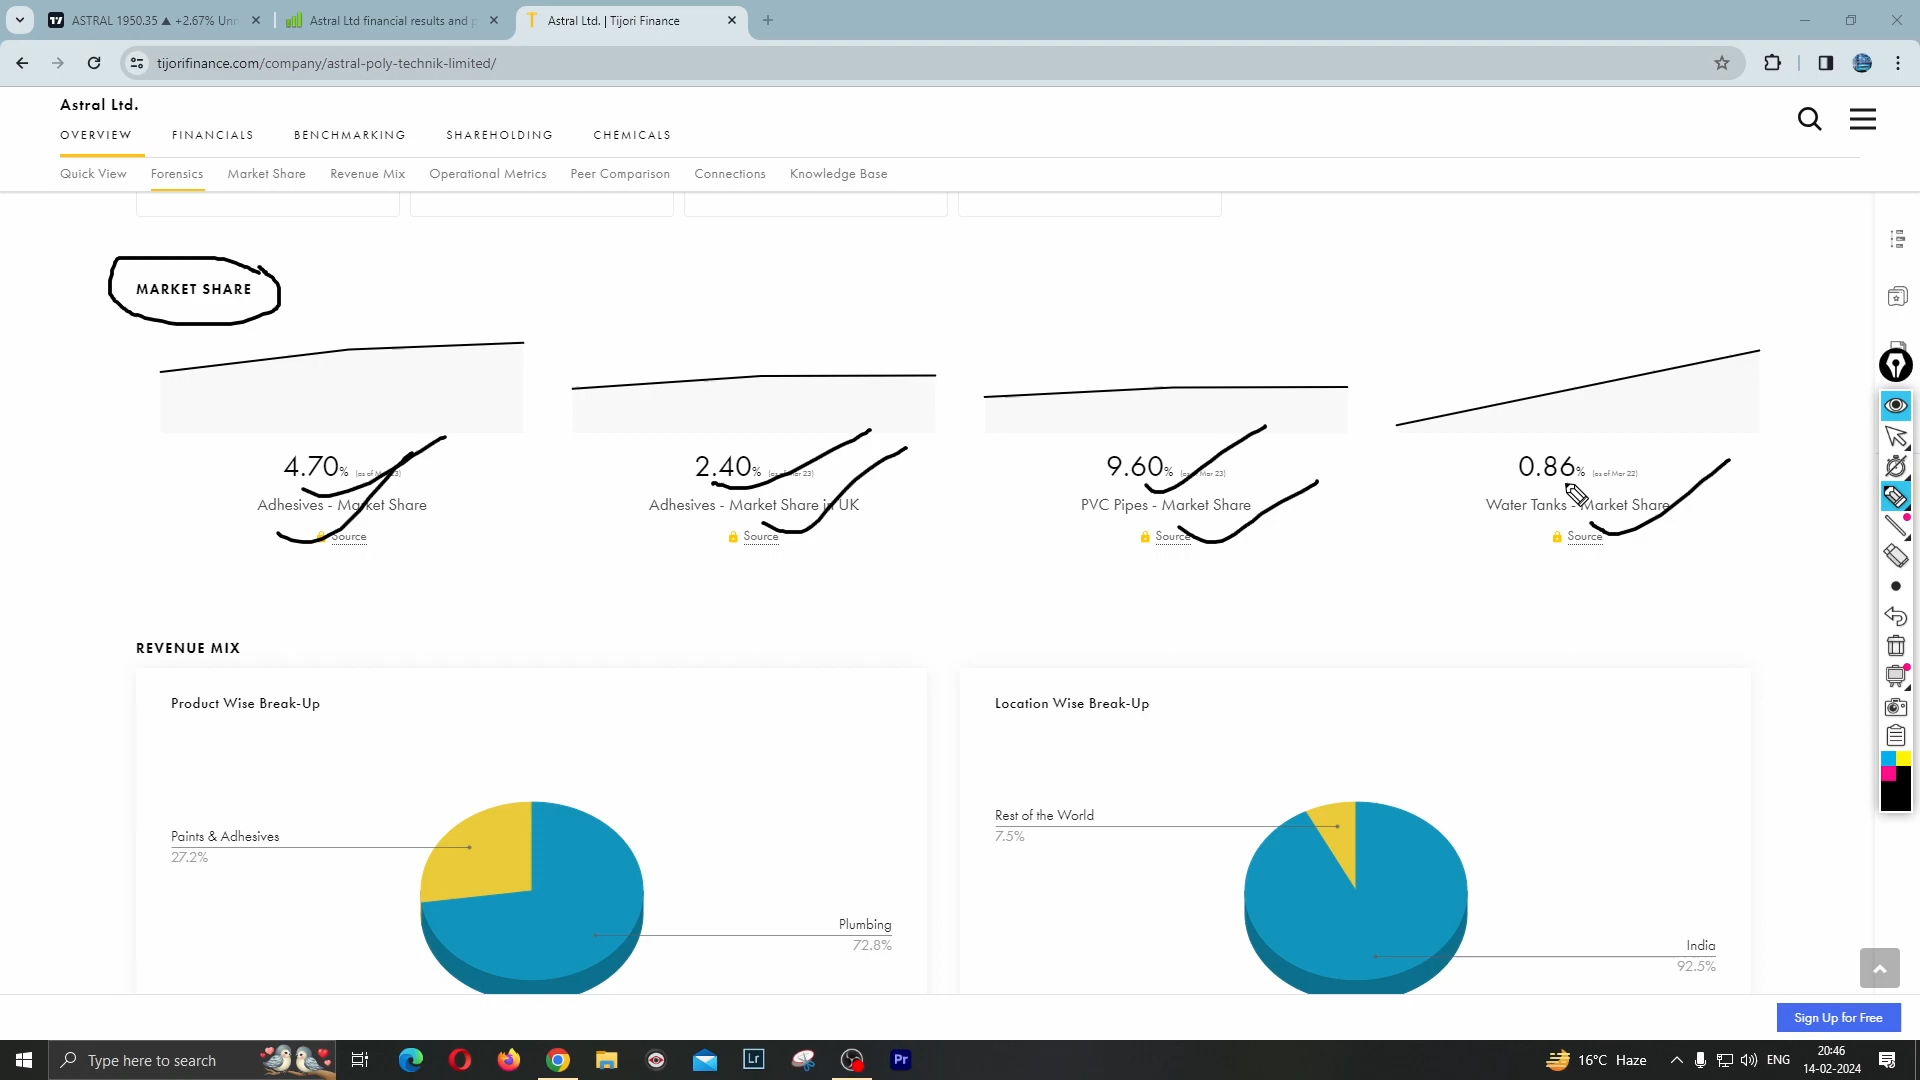 ASTRAL 1950.35 ▲ +2.67% Unn
Astral Ltd financial results and p
Astral Ltd. | Tijori Finance
tijorifinance.com/company/astral-poly-technik-limited/
Astral Ltd.
OVERVIEW FINANCIALS BENCHMARKING SHAREHOLDING CHEMICALS
Quick View Forensics Market Share Revenue Mix Operational Metrics Peer Comparison Connections Knowledge Base
MARKET SHARE
4.70%
Adhesives - Market Share
Source
2.40%
Adhesives - Market Share in UK
Source
9.60%
PVC Pipes - Market Share
Source
0.86% (as of Mar 22)
Water Tanks - Market Share
Source
REVENUE MIX
Product Wise Break-Up
Paints & Adhesives
27.2%
Plumbing
72.8%
Location Wise Break-Up
Rest of the World
7.5%
India
92.5%
Sign Up for Free
Type here to search
Lrc
Pr
16°C Haze
ENG
20:46
14-02-2024